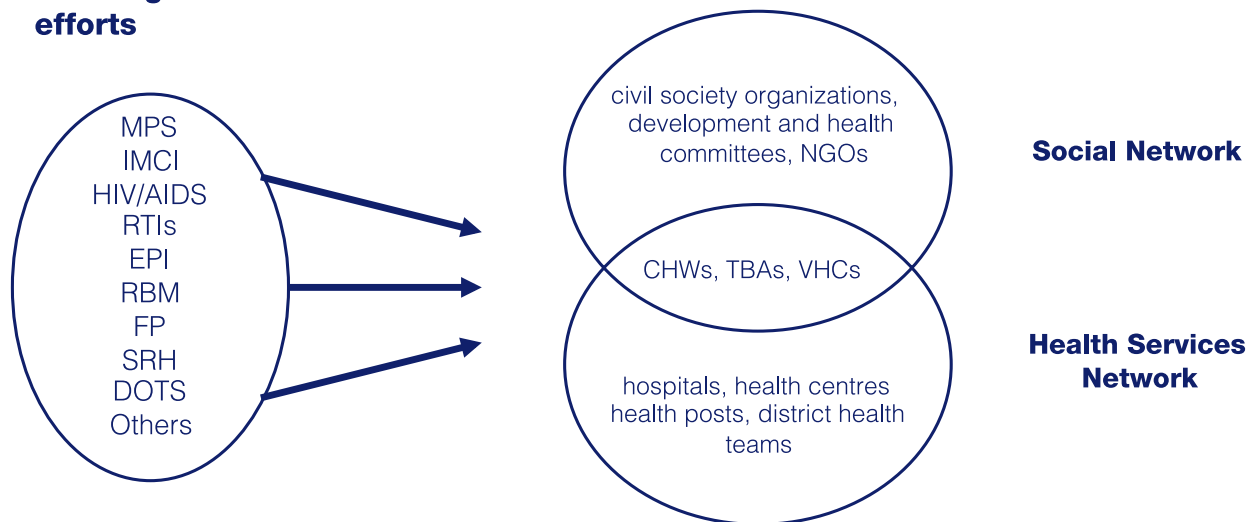 efforts
MPS
IMCI
HIV/AIDS
RTIs
EPI
RBM
FP
SRH
DOTS
Others
civil society organizations,
development and health
committees, NGOs
Social Network
CHWs, TBAs, VHCs
Health Services
Network
hospitals, health centres
health posts, district health
teams